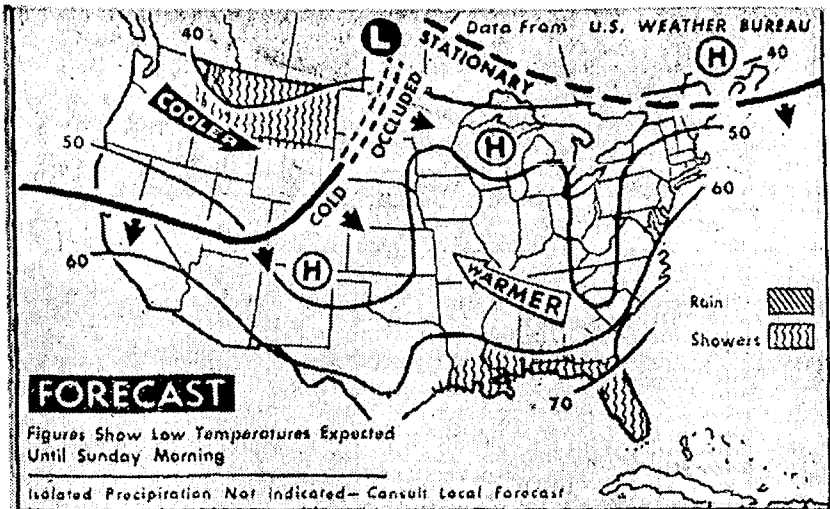 Data From U.S. WEATHER BUREAU
L
STATIONARY
H
40
40
COOLER
OCCLUDED
50
H
50
COLD
60
60
H
WARMER
Rain
Showers
70
FORECAST
Figures Show Low Temperatures Expected
Until Sunday Morning
Isolated Precipitation Not Indicated— Consult Local Forecast